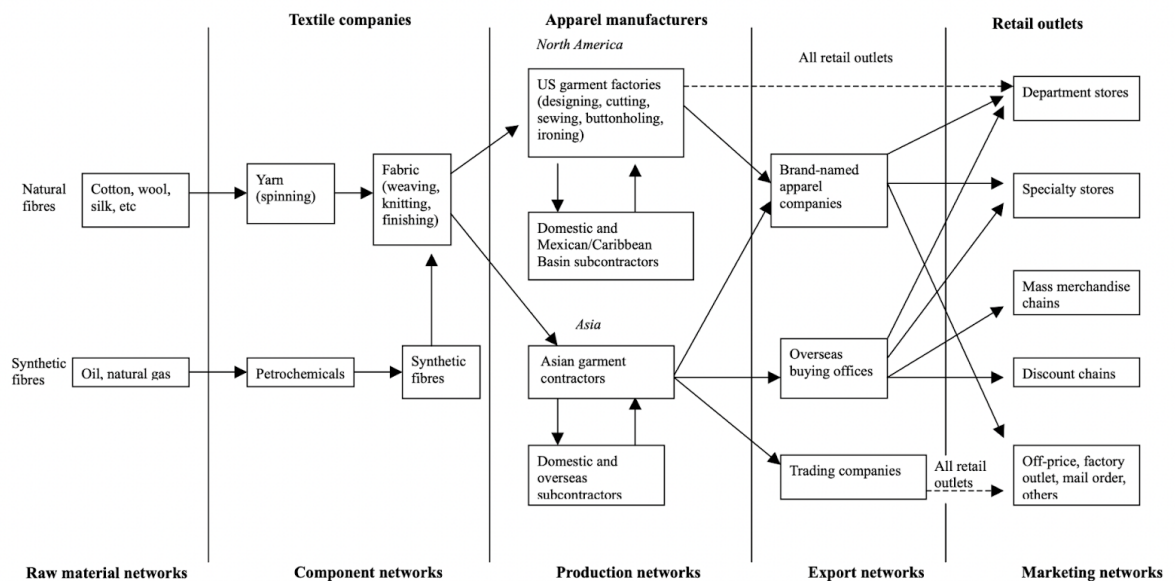 Textile companies
Apparel manufacturers
Retail outlets
North America
All retail outlets
US garment factories
(designing, cutting,
sewing, buttonholing,
ironing)
Department stores
Natural
fibres
Cotton, wool,
silk, etc
Yarn
(spinning)
Fabric
(weaving,
knitting,
finishing)
Brand-named
apparel
companies
Specialty stores
Domestic and
Mexican/Caribbean
Basin subcontractors
Mass merchandise
chains
Asia
Synthetic
fibres
Oil, natural gas
Petrochemicals
Synthetic
fibres
Asian garment
contractors
Overseas
buying offices
Discount chains
Domestic and
overseas
subcontractors
Trading companies
All retail
outlets
Off-price, factory
outlet, mail order,
others
Raw material networks
Component networks
Production networks
Export networks
Marketing networks